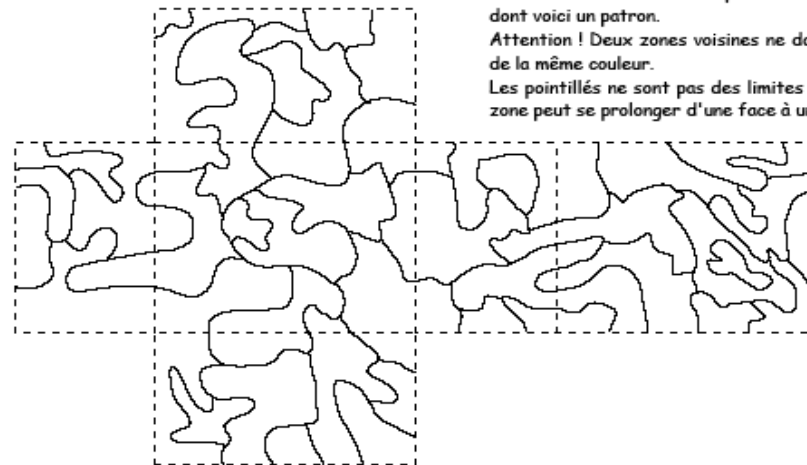 dont voici un patron.
Attention ! Deux zones voisines ne
de la même couleur.
Les pointillés ne sont pas des limites
zone peut se prolonger d'une face à